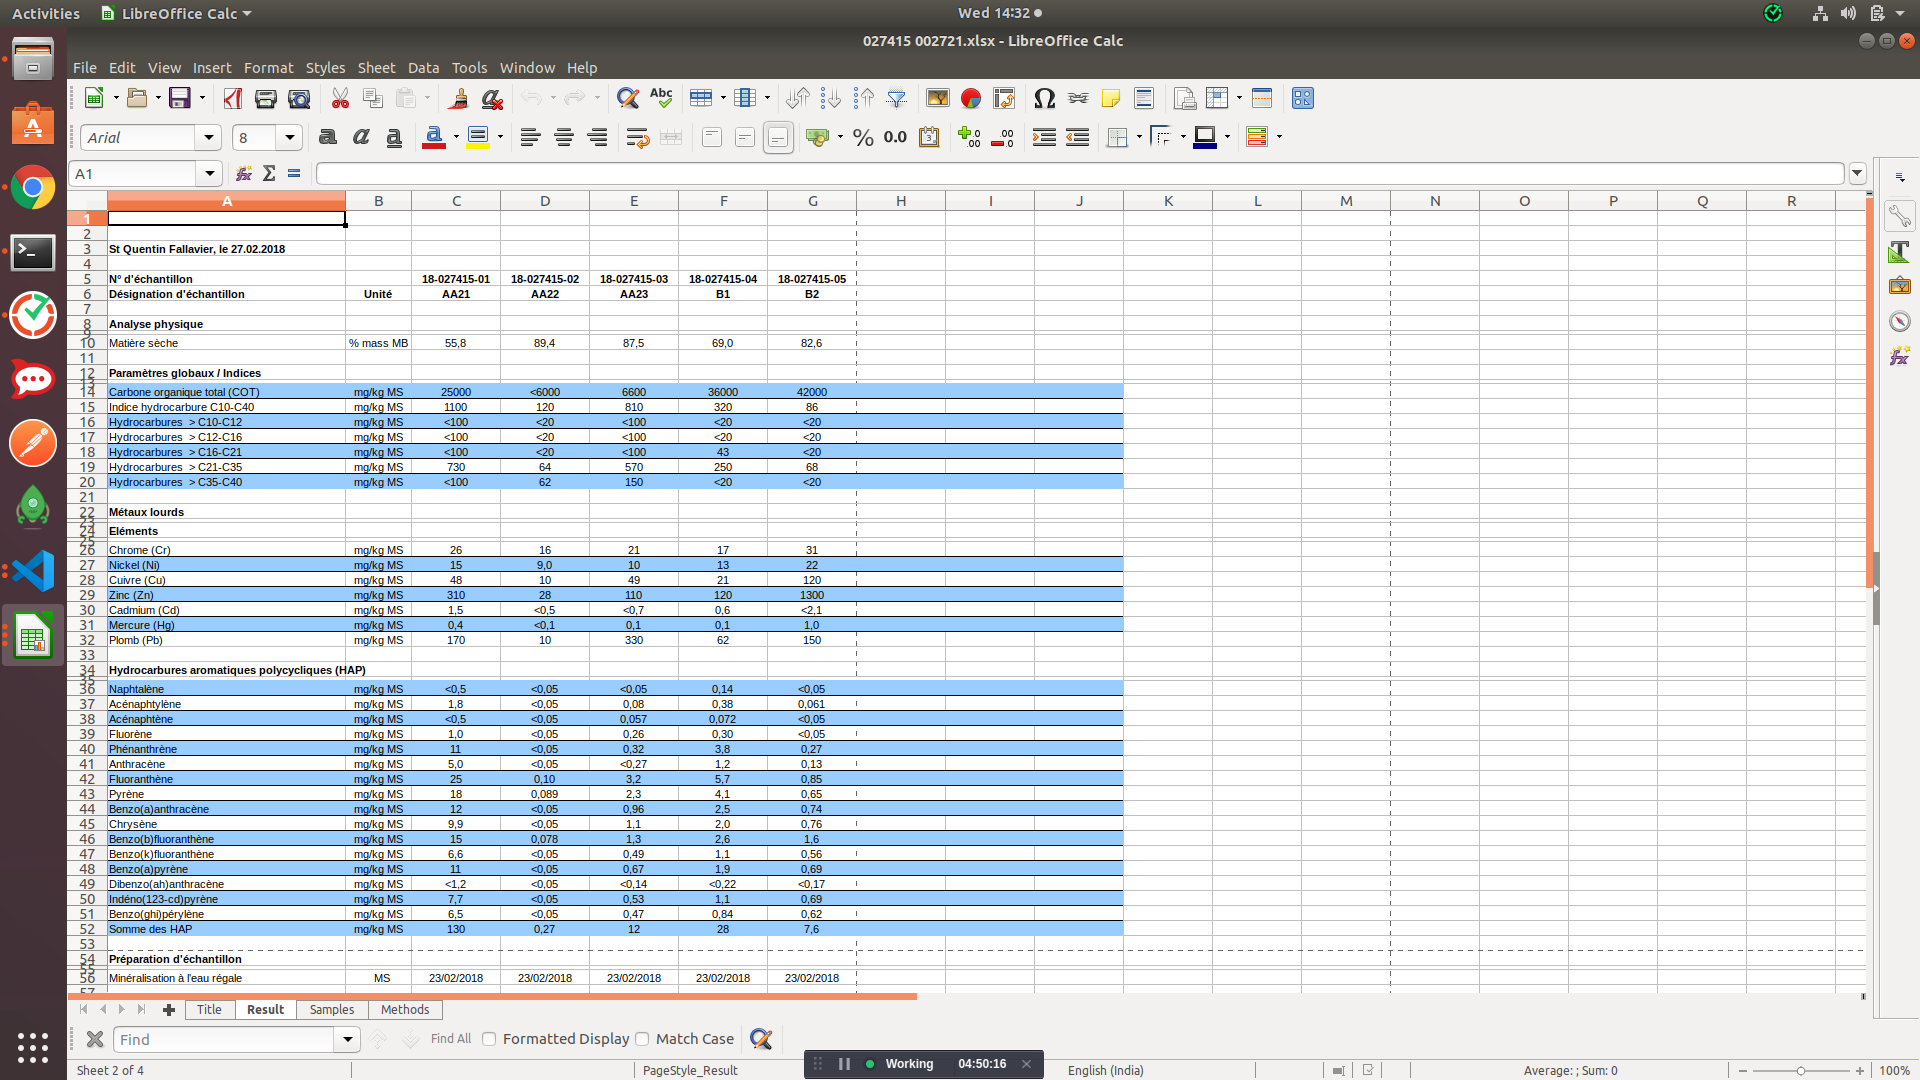 Activities LibreOffice Calc Wed 14:32
027415 002721.xlsx - LibreOffice Calc
File Edit View Insert Format Styles Sheet Data Tools Window Help
Arial 8
A1
A B C D E F G H I J K L M N O P Q R
1
2
3 St Quentin Fallavier, le 27.02.2018
4
5 N° d'échantillon 18-027415-01 18-027415-02 18-027415-03 18-027415-04 18-027415-05
6 Désignation d'échantillon Unité AA21 AA22 AA23 B1 B2
7
8 Analyse physique
9
10 Matière sèche % mass MB 55,8 89,4 87,5 69,0 82,6
11
12 Paramètres globaux / Indices
13
14 Carbone organique total (COT) mg/kg MS 25000 <6000 6600 36000 42000
15 Indice hydrocarbure C10-C40 mg/kg MS 1100 120 810 320 86
16 Hydrocarbures > C10-C12 mg/kg MS <100 <20 <100 <20 <20
17 Hydrocarbures > C12-C16 mg/kg MS <100 <20 <100 <20 <20
18 Hydrocarbures > C16-C21 mg/kg MS <100 <20 <100 43 <20
19 Hydrocarbures > C21-C35 mg/kg MS 730 64 570 250 68
20 Hydrocarbures > C35-C40 mg/kg MS <100 62 150 <20 <20
21
22 Métaux lourds
23
24 Eléments
25
26 Chrome (Cr) mg/kg MS 26 16 21 17 31
27 Nickel (Ni) mg/kg MS 15 9,0 10 13 22
28 Cuivre (Cu) mg/kg MS 48 10 49 21 120
29 Zinc (Zn) mg/kg MS 310 28 110 120 1300
30 Cadmium (Cd) mg/kg MS 1,5 <0,5 <0,7 0,6 <2,1
31 Mercure (Hg) mg/kg MS 0,4 <0,1 0,1 0,1 1,0
32 Plomb (Pb) mg/kg MS 170 10 330 62 150
33
34 Hydrocarbures aromatiques polycycliques (HAP)
35
36 Naphtalène mg/kg MS <0,5 <0,05 <0,05 0,14 <0,05
37 Acénaphtylène mg/kg MS 1,8 <0,05 0,08 0,38 0,061
38 Acénaphtène mg/kg MS <0,5 <0,05 0,057 0,072 <0,05
39 Fluorène mg/kg MS 1,0 <0,05 0,26 0,30 <0,05
40 Phénanthrène mg/kg MS 11 <0,05 0,32 3,8 0,27
41 Anthracène mg/kg MS 5,0 <0,05 <0,27 1,2 0,13
42 Fluoranthène mg/kg MS 25 0,10 3,2 5,7 0,85
43 Pyrène mg/kg MS 18 0,089 2,3 4,1 0,65
44 Benzo(a)anthracène mg/kg MS 12 <0,05 0,96 2,5 0,74
45 Chrysène mg/kg MS 9,9 <0,05 1,1 2,0 0,76
46 Benzo(b)fluoranthène mg/kg MS 15 0,078 1,3 2,6 1,6
47 Benzo(k)fluoranthène mg/kg MS 6,6 <0,05 0,49 1,1 0,56
48 Benzo(a)pyrène mg/kg MS 11 <0,05 0,67 1,9 0,69
49 Dibenzo(ah)anthracène mg/kg MS <1,2 <0,05 <0,14 <0,22 <0,17
50 Indéno(123-cd)pyrène mg/kg MS 7,7 <0,05 0,53 1,1 0,69
51 Benzo(ghi)pérylène mg/kg MS 6,5 <0,05 0,47 0,84 0,62
52 Somme des HAP mg/kg MS 130 0,27 12 28 7,6
53
54 Préparation d'échantillon
55
56 Minéralisation à l'eau régale MS 23/02/2018 23/02/2018 23/02/2018 23/02/2018 23/02/2018
57
Title Result Samples Methods
Find Find All Formatted Display Match Case
Working 04:50:16
Sheet 2 of 4 PageStyle_Result English (India) Average: ; Sum: 0 100%